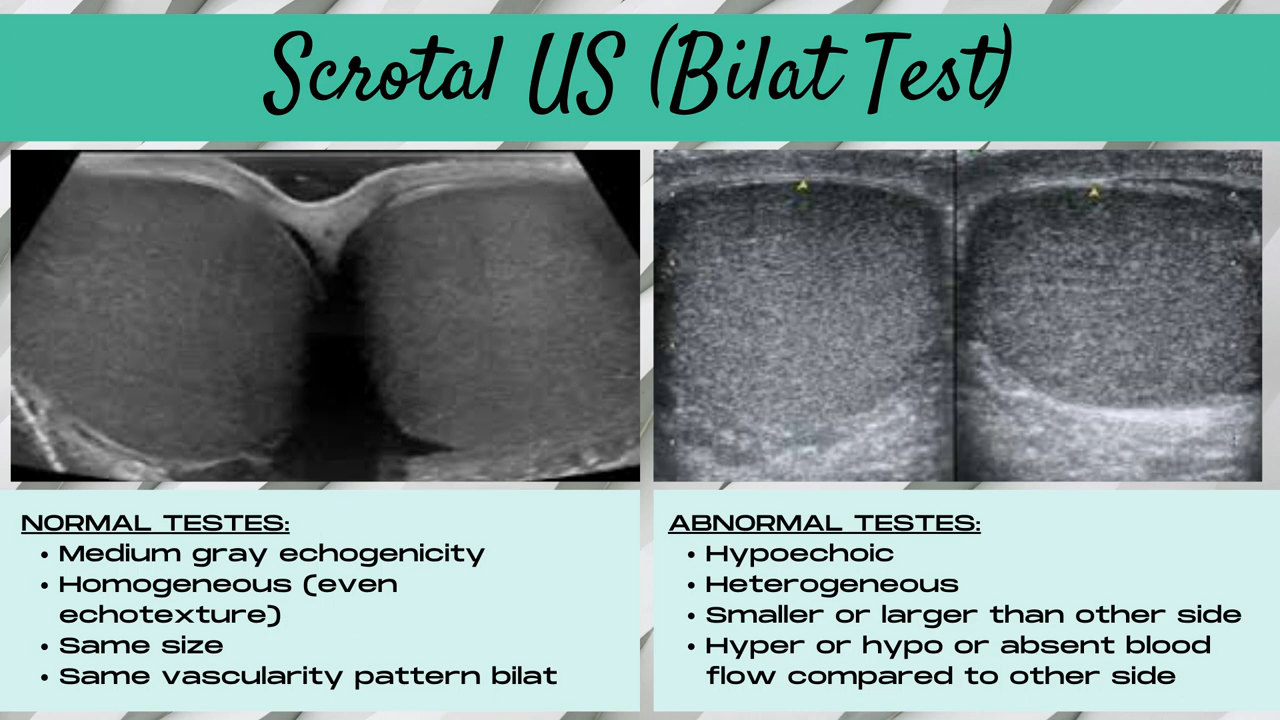 Scrotal US (Bilat Test)
NORMAL TESTES:
• Medium gray echogenicity
• Homogeneous (even
echotexture)
• Same size
• Same vascularity pattern bilat
ABNORMAL TESTES:
• Hypoechoic
• Heterogeneous
• Smaller or larger than other side
• Hyper or hypo or absent blood
flow compared to other side